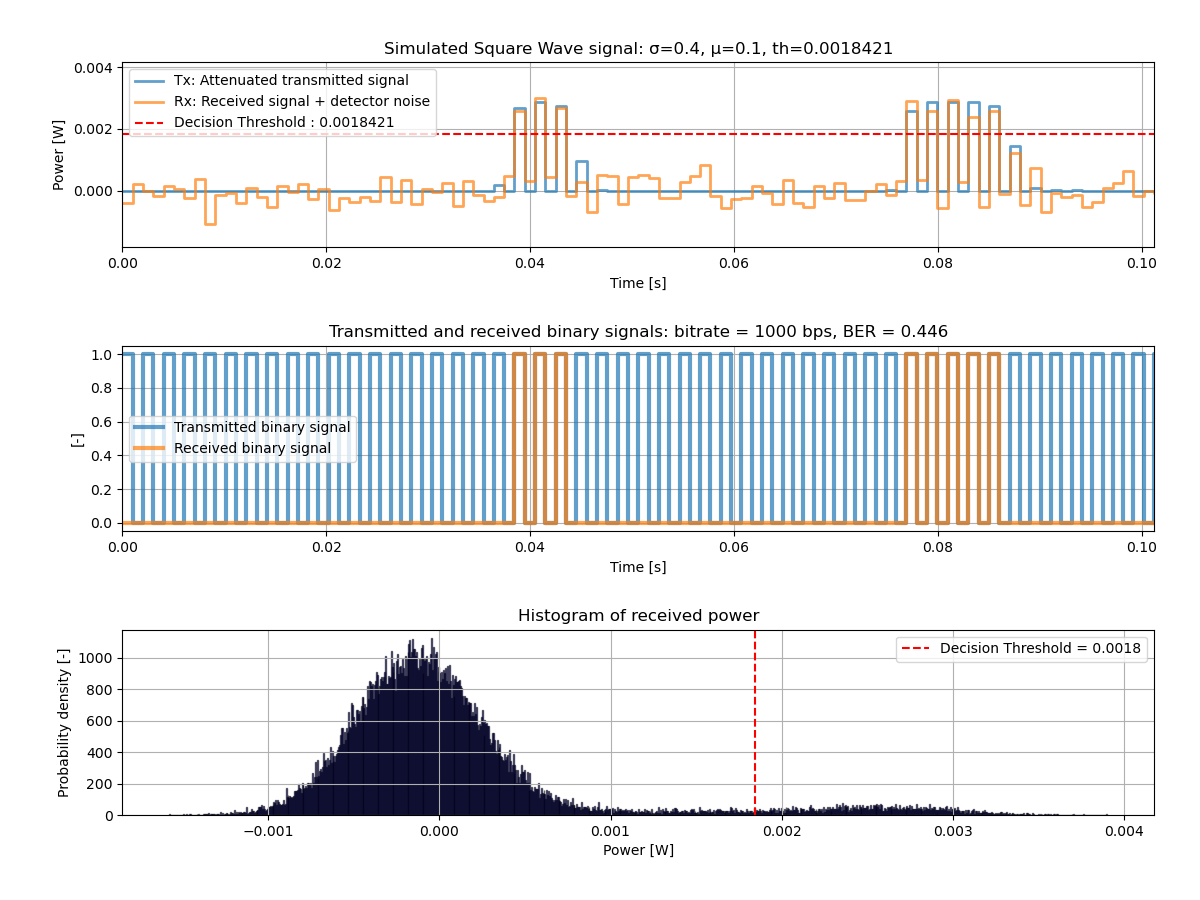 Simulated Square Wave signal: σ=0.4, μ=0.1, th=0.0018421
Power [W]
0.004
0.002
0.000
Tx: Attenuated transmitted signal
Rx: Received signal + detector noise
Decision Threshold : 0.0018421
0.00 0.02 0.04 0.06 0.08 0.10
Time [s]
Transmitted and received binary signals: bitrate = 1000 bps, BER = 0.446
[-]
1.0
0.8
0.6
0.4
0.2
0.0
Transmitted binary signal
Received binary signal
0.00 0.02 0.04 0.06 0.08 0.10
Time [s]
Histogram of received power
Probability density [-]
1000
800
600
400
200
0
Decision Threshold = 0.0018
−0.001 0.000 0.001 0.002 0.003 0.004
Power [W]